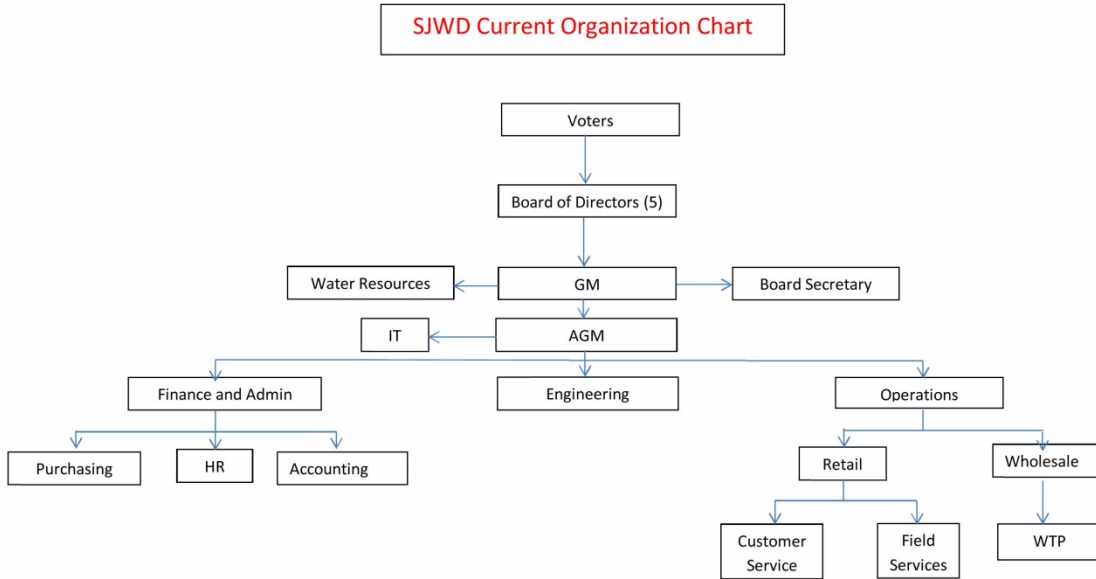 SJWD Current Organization Chart
Voters
Board of Directors (5)
Water Resources
GM
Board Secretary
IT
AGM
Finance and Admin
Engineering
Operations
Purchasing
HR
Accounting
Retail
Wholesale
Customer
Service
Field
Services
WTP